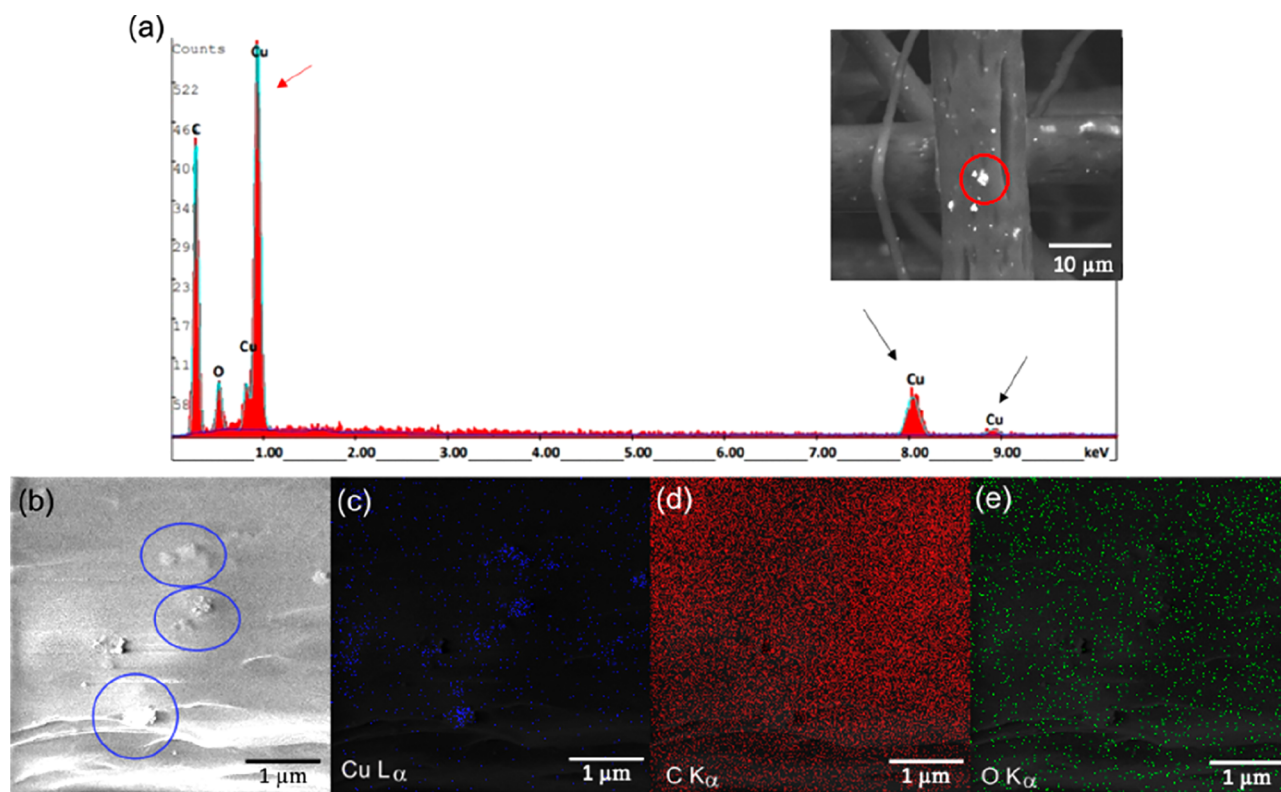 (a)
Counts
Cu
522
C
46
40
34
290
23
17
Cu
11
O
58
Cu
Cu
1.00 2.00 3.00 4.00 5.00 6.00 7.00 8.00 9.00 keV
10 μm
(b)
1 μm
(c)
Cu Lα
1 μm
(d)
C Kα
1 μm
(e)
O Kα
1 μm